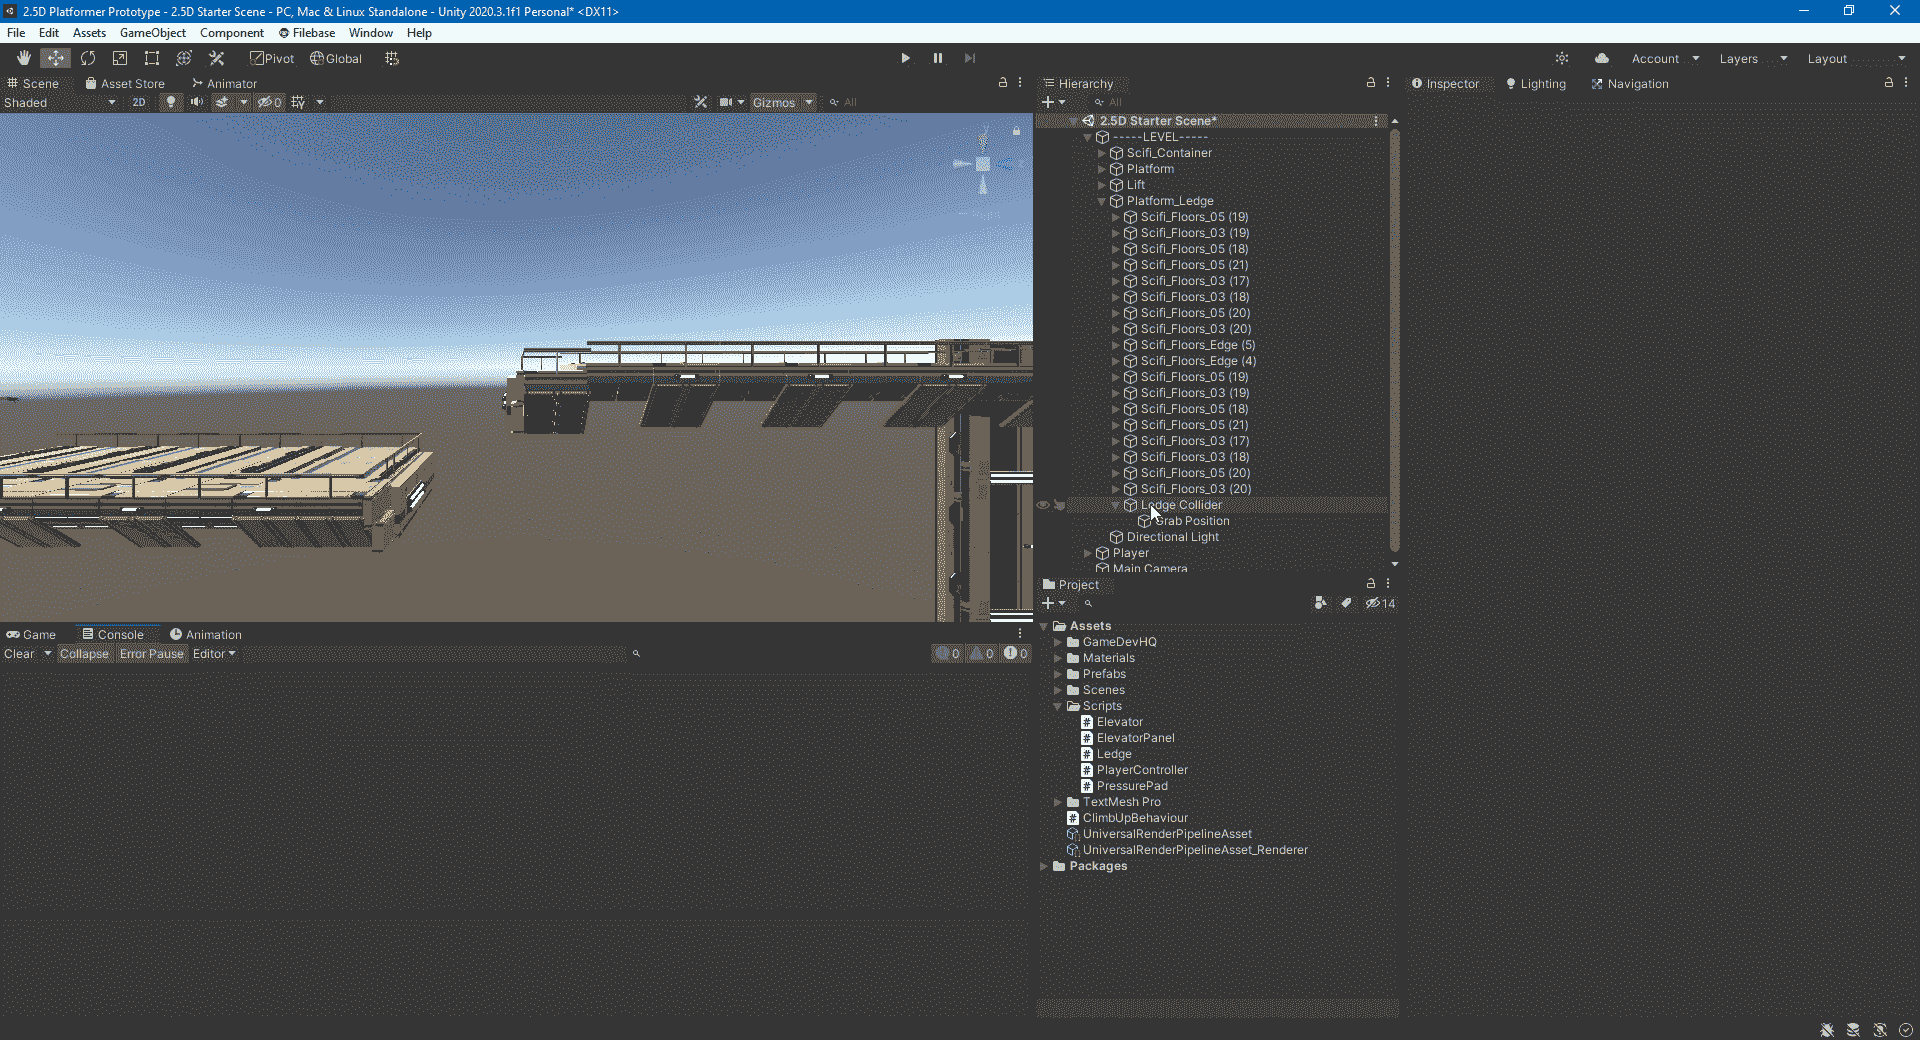 2.5D Platformer Prototype - 2.5D Starter Scene - PC, Mac & Linux Standalone - Unity 2020.3.1f1 Personal* <DX11>
File Edit Assets GameObject Component Filebase Window Help
Pivot Global Account Layers Layout
Scene Asset Store Animator
Shaded 2D 0 Gizmos All
Hierarchy
All
2.5D Starter Scene*
-----LEVEL-----
Scifi_Container
Platform
Lift
Platform_Ledge
Scifi_Floors_05 (19)
Scifi_Floors_03 (19)
Scifi_Floors_05 (18)
Scifi_Floors_05 (21)
Scifi_Floors_03 (17)
Scifi_Floors_03 (18)
Scifi_Floors_05 (20)
Scifi_Floors_03 (20)
Scifi_Floors_Edge (5)
Scifi_Floors_Edge (4)
Scifi_Floors_05 (19)
Scifi_Floors_03 (19)
Scifi_Floors_05 (18)
Scifi_Floors_05 (21)
Scifi_Floors_03 (17)
Scifi_Floors_03 (18)
Scifi_Floors_05 (20)
Scifi_Floors_03 (20)
Ledge Collider
Grab Position
Directional Light
Player
Main Camera
Inspector Lighting Navigation
Game Console Animation
Clear Collapse Error Pause Editor 0 0 0
Project
14
Assets
GameDevHQ
Materials
Prefabs
Scenes
Scripts
Elevator
ElevatorPanel
Ledge
PlayerController
PressurePad
TextMesh Pro
ClimbUpBehaviour
UniversalRenderPipelineAsset
UniversalRenderPipelineAsset_Renderer
Packages